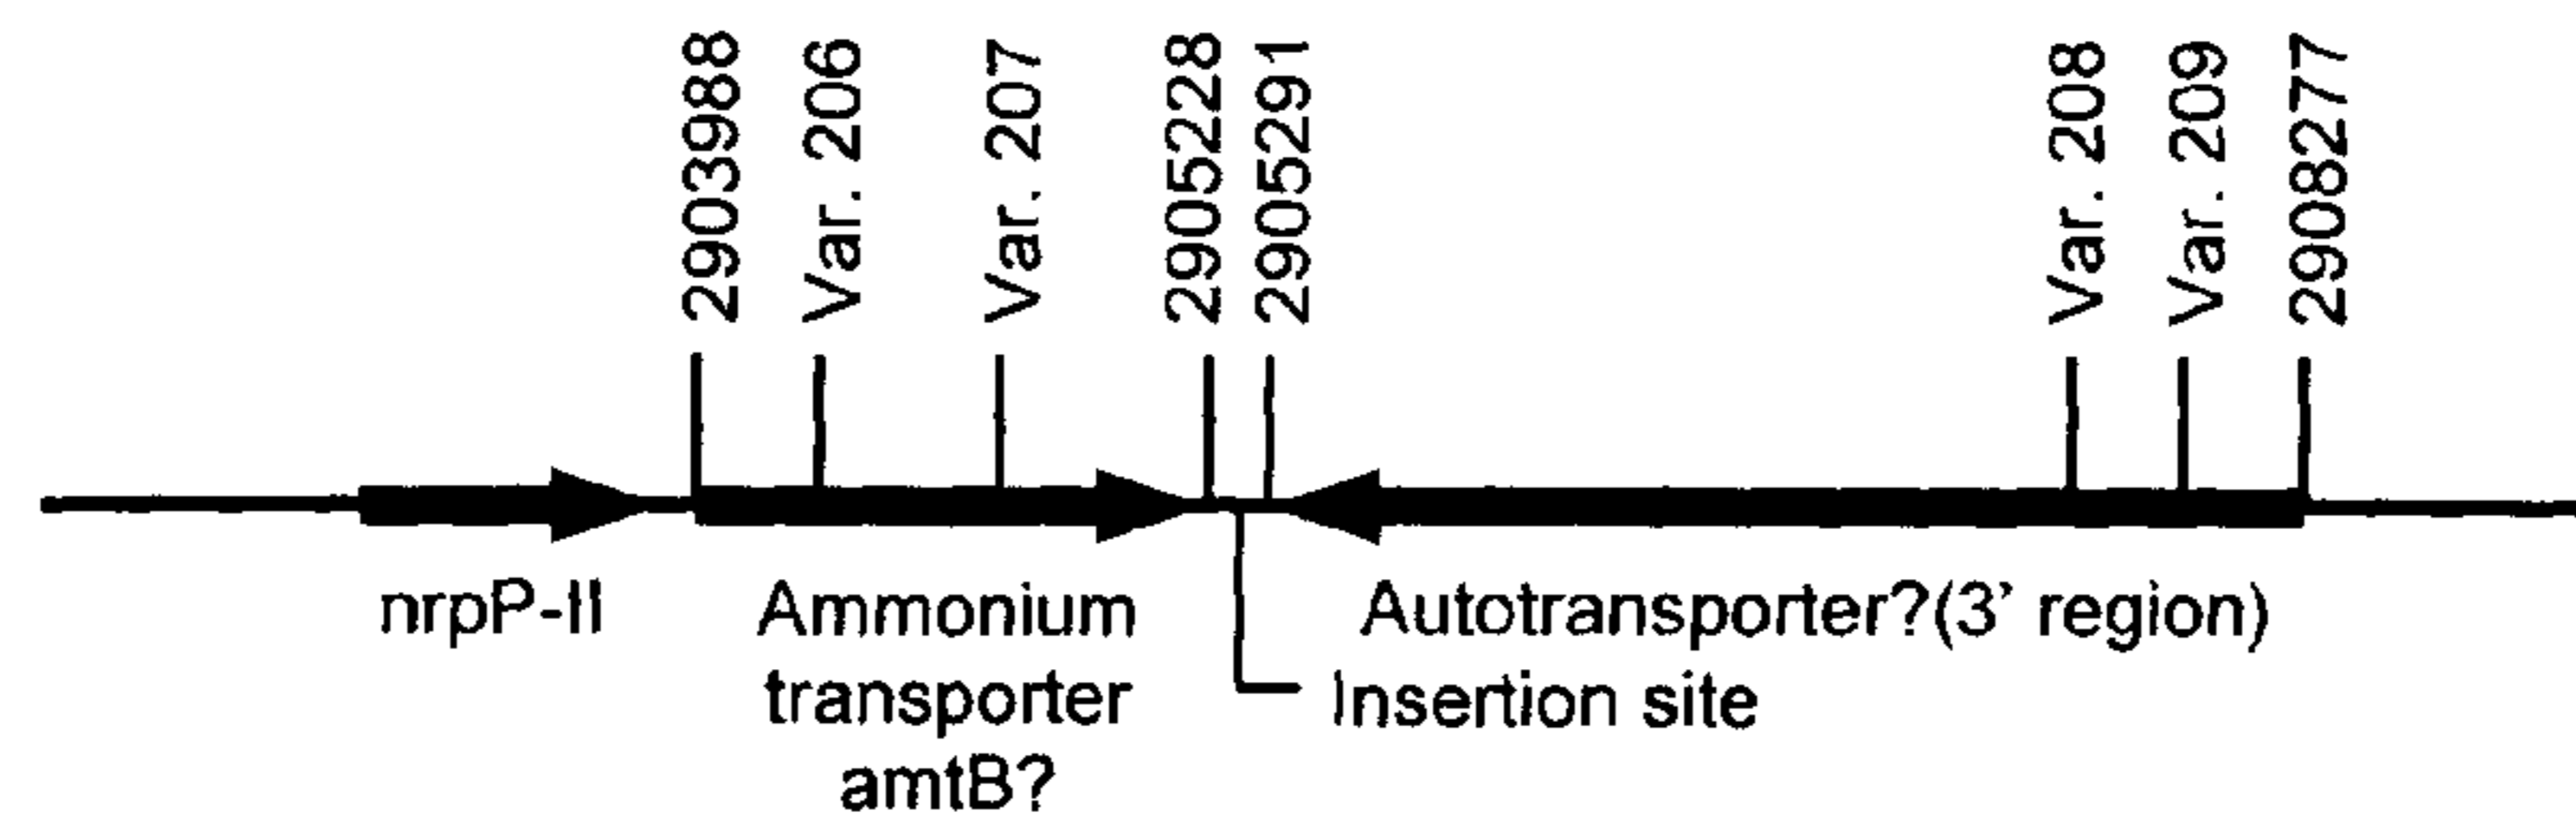 2903988
Var. 206
Var. 207
2905228
2905291
Var. 208
Var. 209
2908277
nrpP-II
Ammonium
transporter
amtB?
Autotransporter?(3' region)
Insertion site